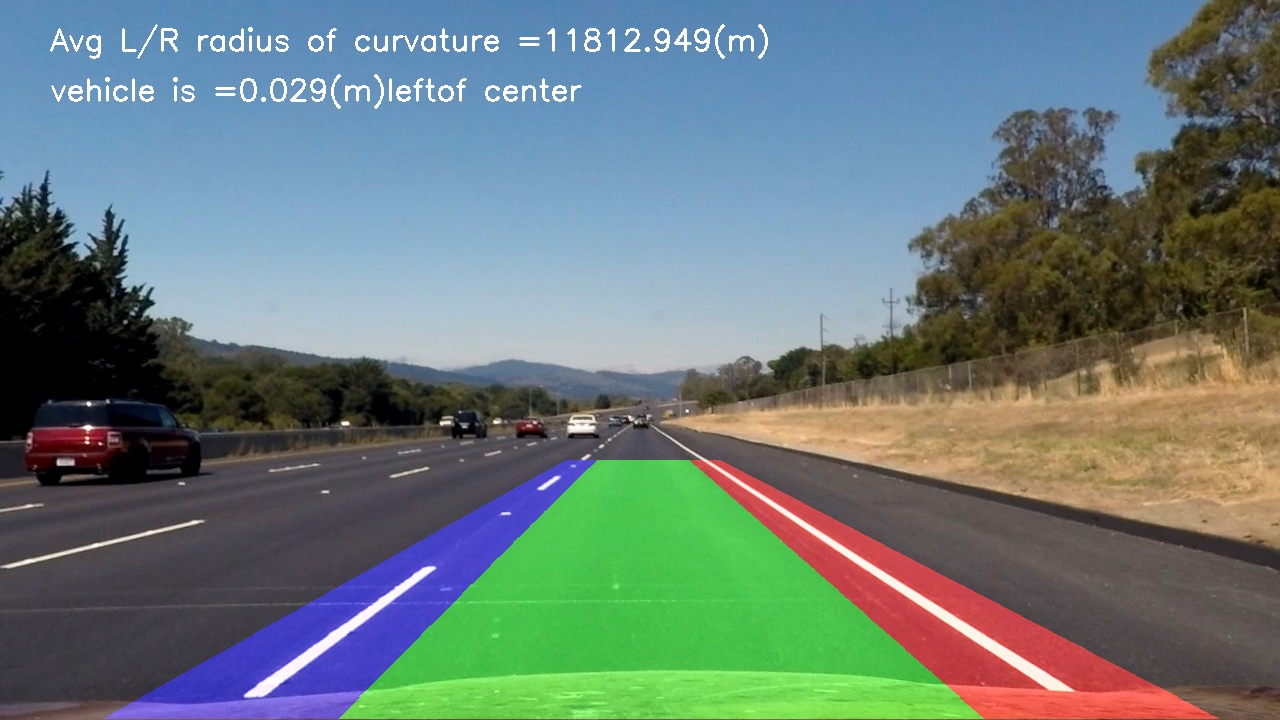 Avg L/R radius of curvature =11812.949(m)
vehicle is =0.029(m)leftof center